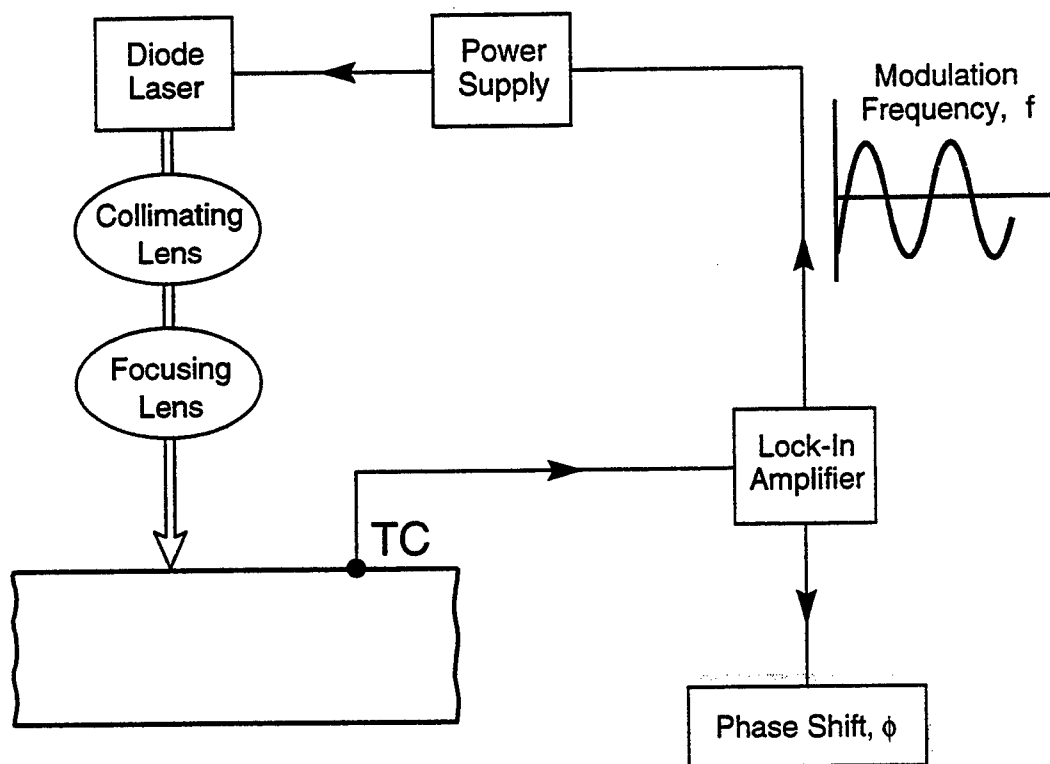 Diode
Laser
Power
Supply
Modulation
Frequency, f
Collimating
Lens
Focusing
Lens
Lock-In
Amplifier
TC
Phase Shift, ϕ